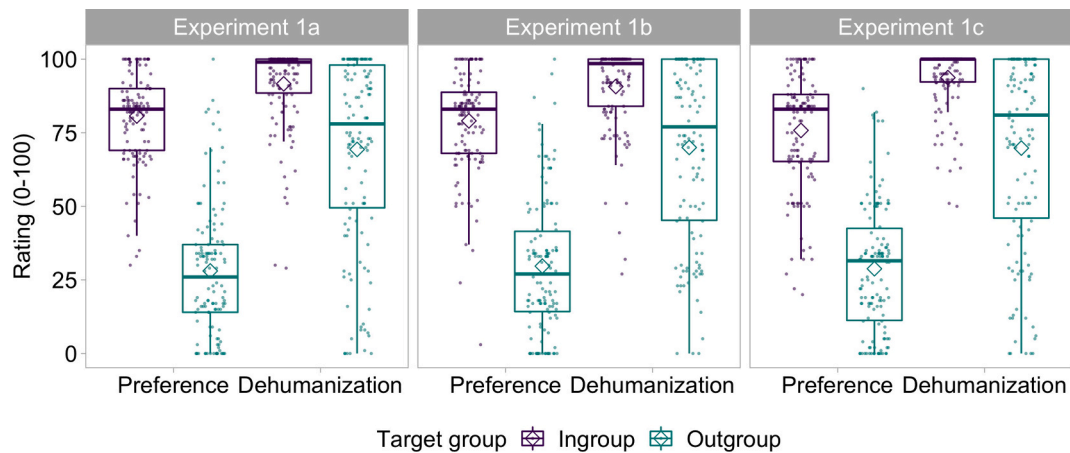 Experiment 1a Experiment 1b Experiment 1c
Rating (0-100)
100
75
50
25
0
Preference Dehumanization Preference Dehumanization Preference Dehumanization
Target group Ingroup Outgroup